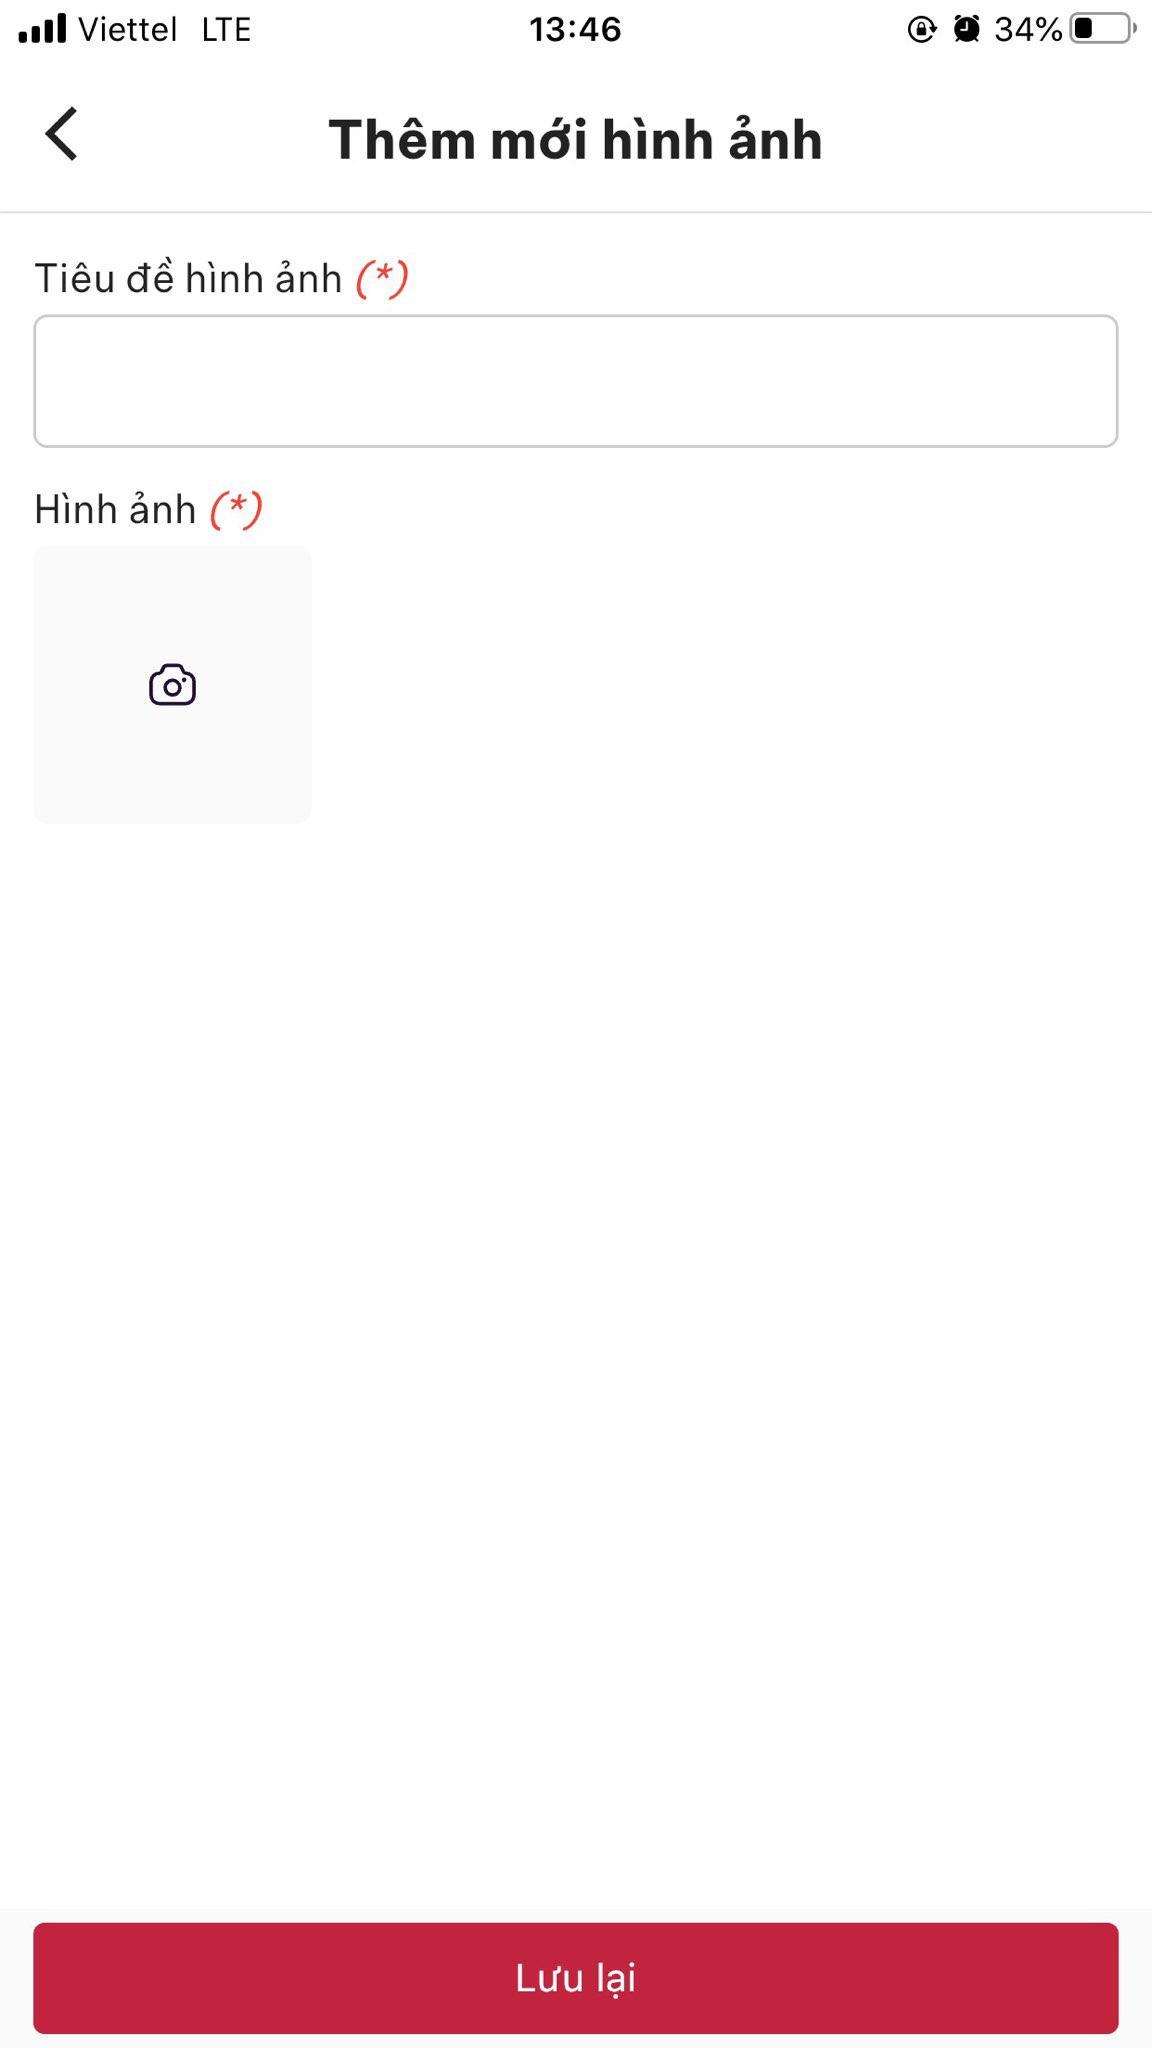 Viettel LTE 13:46 34%
Thêm mới hình ảnh
Tiêu đề hình ảnh (*)
Hình ảnh (*)
Lưu lại